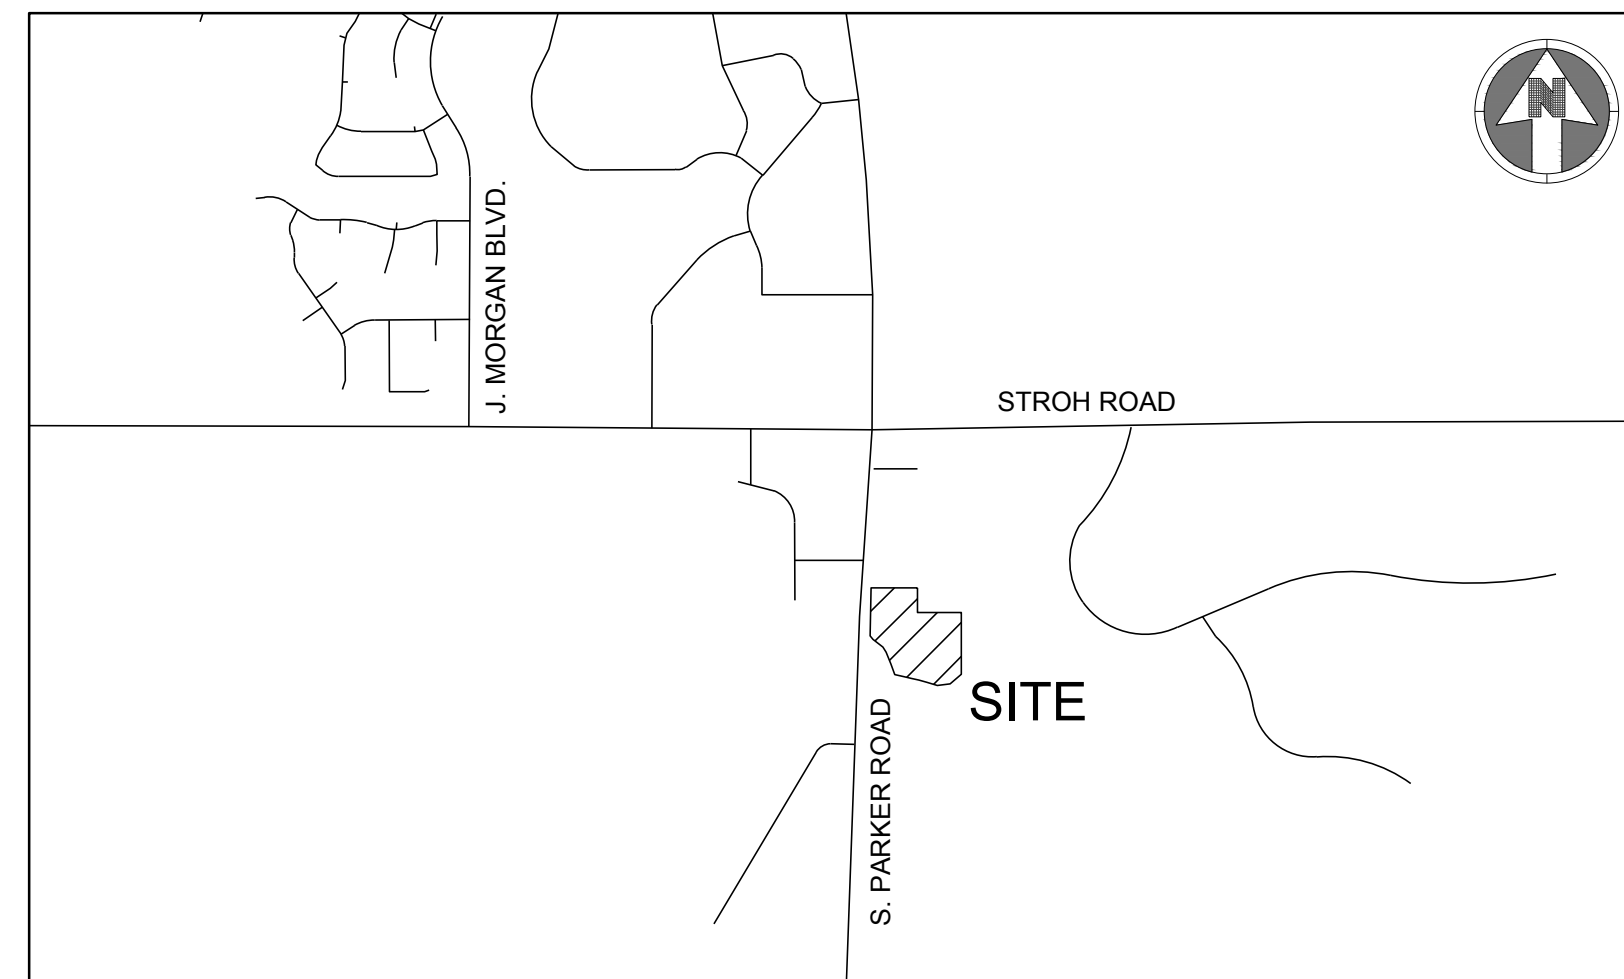 N
J. MORGAN BLVD.
STROH ROAD
SITE
S. PARKER ROAD